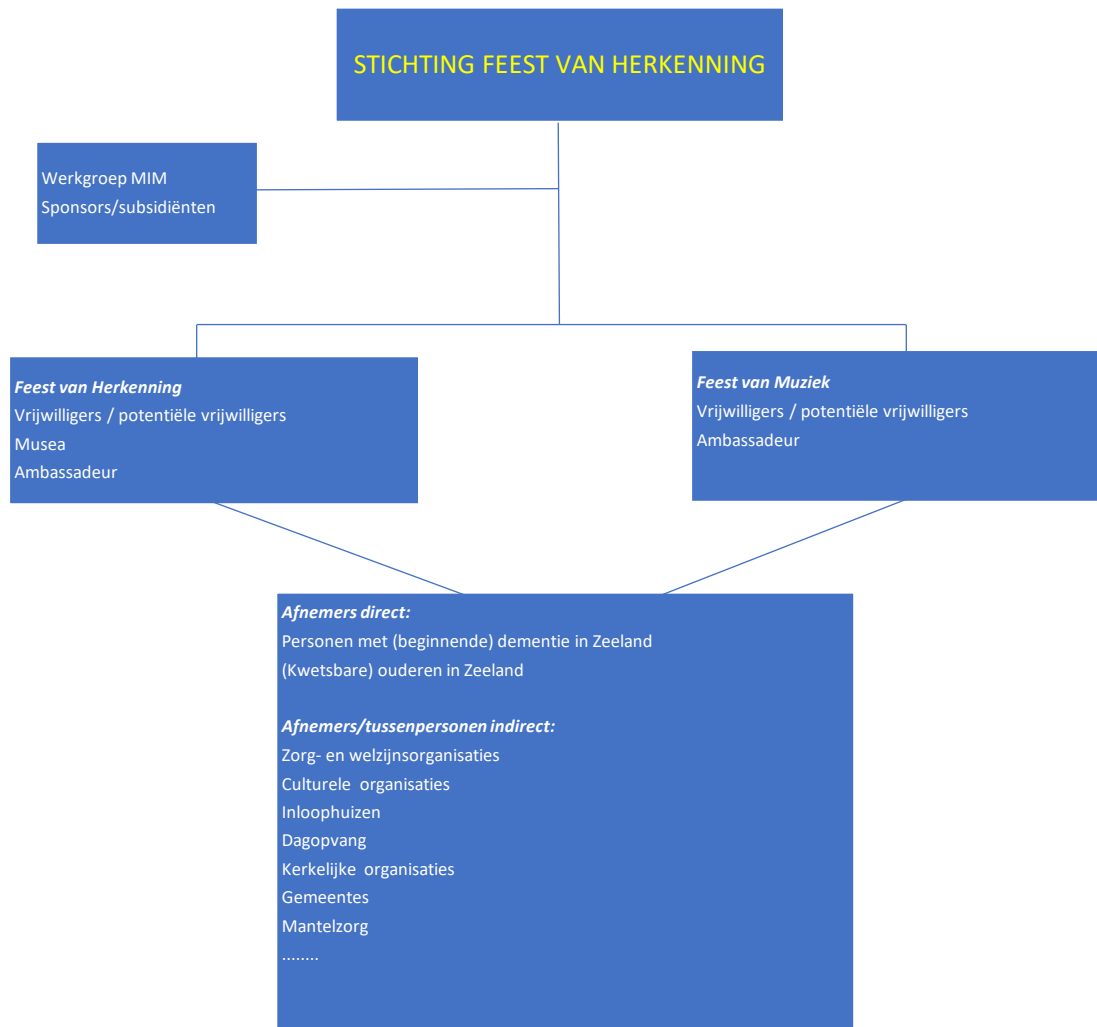 STICHTING FEEST VAN HERKENNING
Werkgroep MIM
Sponsors/subsidiënten
Feest van Herkenning
Vrijwilligers / potentiële vrijwilligers
Musea
Ambassadeur
Feest van Muziek
Vrijwilligers / potentiële vrijwilligers
Ambassadeur
Afnemers direct:
Personen met (beginnende) dementie in Zeeland
(Kwetsbare) ouderen in Zeeland
Afnemers/tussenpersonen indirect:
Zorg- en welzijnsorganisaties
Culturele organisaties
Inloophuizen
Dagopvang
Kerkelijke organisaties
Gemeentes
Mantelzorg
........